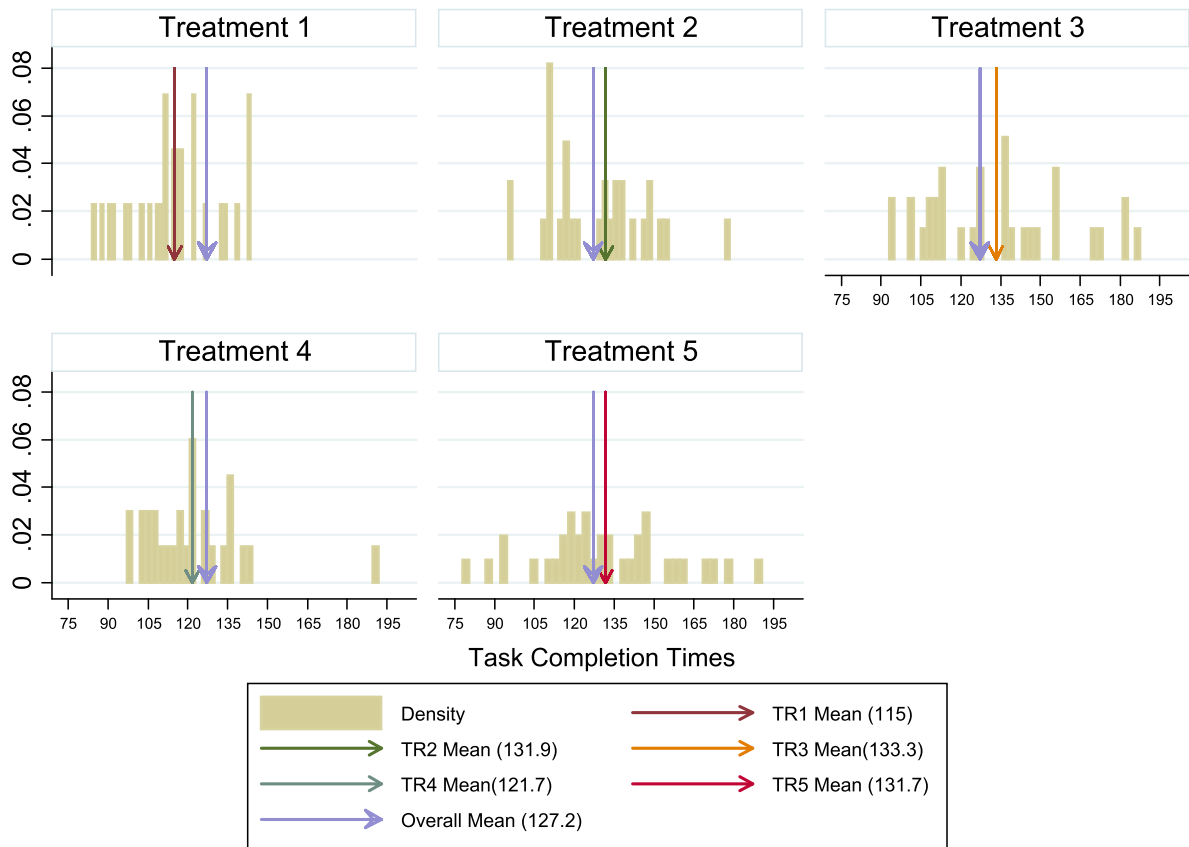 Treatment 1
Treatment 2
Treatment 3
0 .02 .04 .06 .08
75 90 105 120 135 150 165 180 195
Treatment 4
Treatment 5
0 .02 .04 .06 .08
75 90 105 120 135 150 165 180 195
75 90 105 120 135 150 165 180 195
Task Completion Times
Density
TR1 Mean (115)
TR2 Mean (131.9)
TR3 Mean(133.3)
TR4 Mean(121.7)
TR5 Mean (131.7)
Overall Mean (127.2)